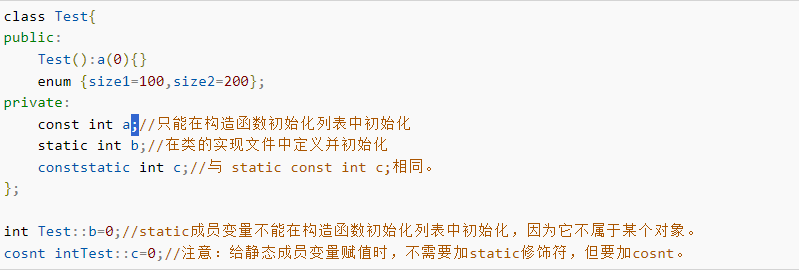 class Test{
public:
Test():a(0){}
enum {size1=100,size2=200};
private:
const int a;//只能在构造函数初始化列表中初始化
static int b;//在类的实现文件中定义并初始化
conststatic int c;//与 static const int c;相同。
};
int Test::b=0;//static成员变量不能在构造函数初始化列表中初始化，因为它不属于某个对象。
cosnt intTest::c=0;//注意：给静态成员变量赋值时，不需要加static修饰符，但要加cosnt。